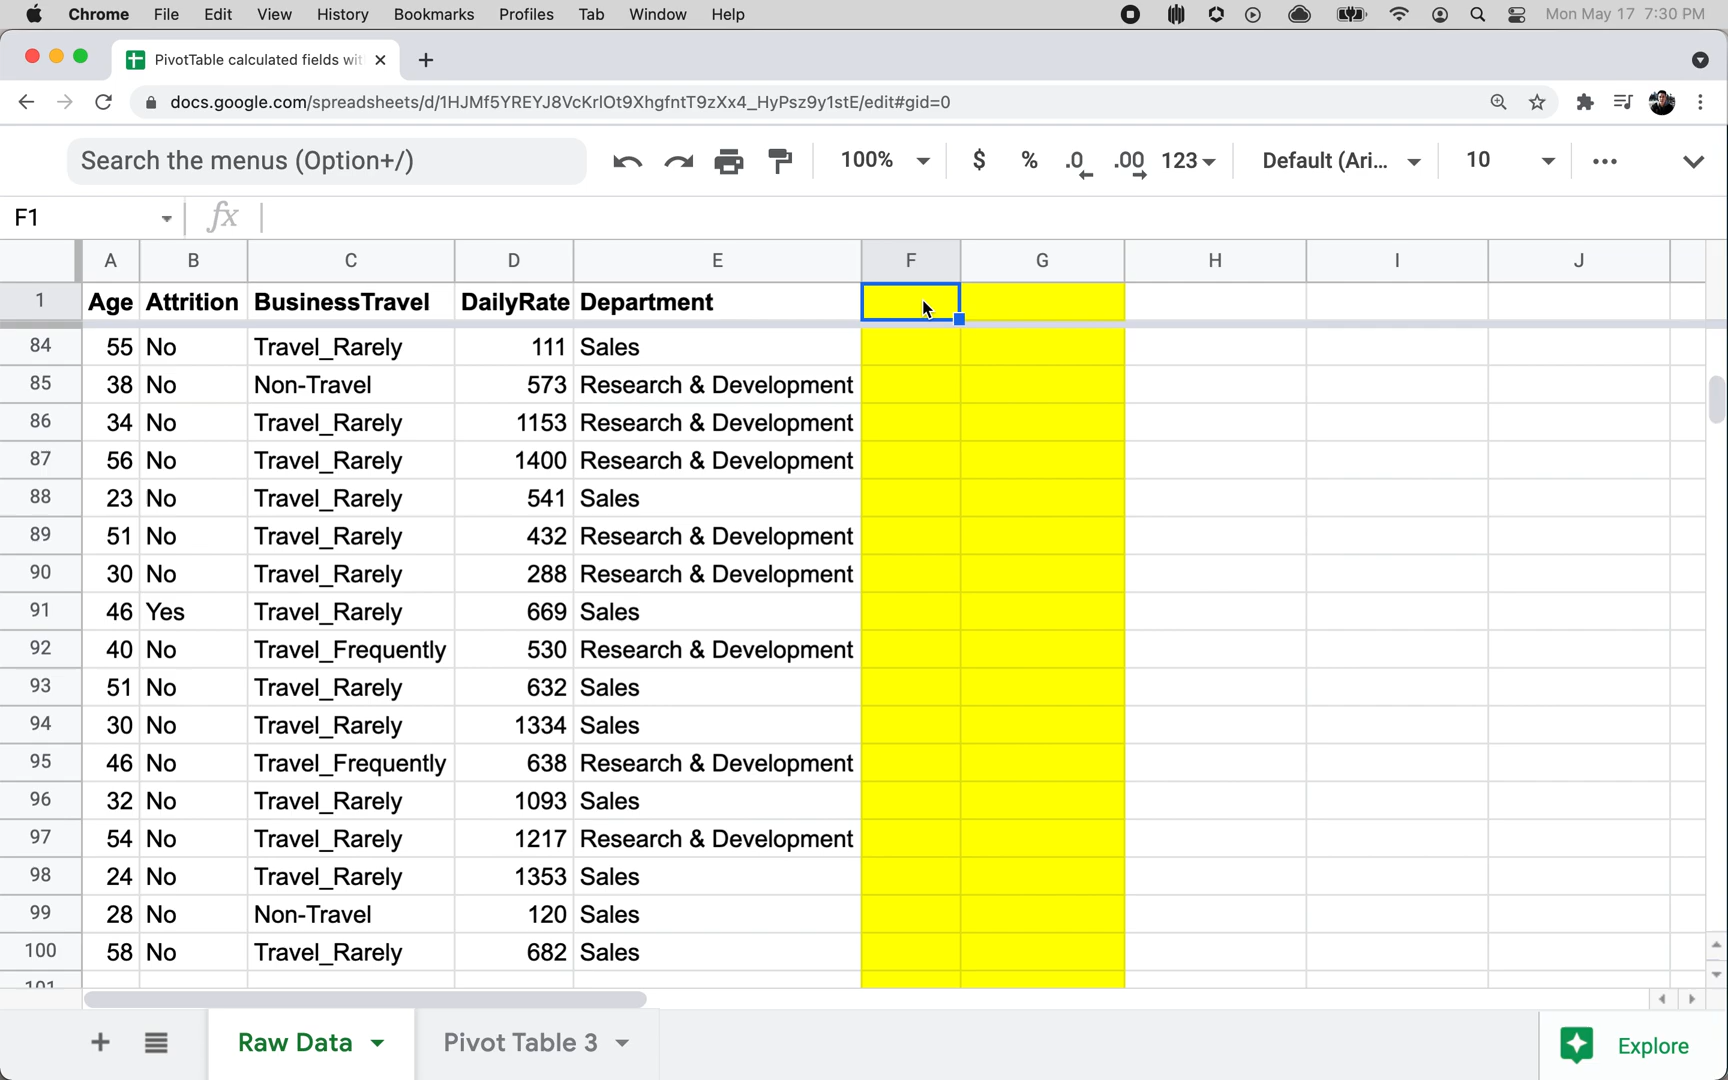 Chrome File Edit View History Bookmarks Profiles Tab Window Help Mon May 17 7:30 PM
PivotTable calculated fields wit
docs.google.com/spreadsheets/d/1HJMf5YREYJ8VcKrlOt9XhgfntT9zXx4_HyPsz9y1stE/edit#gid=0
Search the menus (Option+/) 100% $ % .0 .00 123 Default (Ari... 10
F1 fx
A B C D E F G H I J
1 Age Attrition BusinessTravel DailyRate Department
84 55 No Travel_Rarely 111 Sales
85 38 No Non-Travel 573 Research & Development
86 34 No Travel_Rarely 1153 Research & Development
87 56 No Travel_Rarely 1400 Research & Development
88 23 No Travel_Rarely 541 Sales
89 51 No Travel_Rarely 432 Research & Development
90 30 No Travel_Rarely 288 Research & Development
91 46 Yes Travel_Rarely 669 Sales
92 40 No Travel_Frequently 530 Research & Development
93 51 No Travel_Rarely 632 Sales
94 30 No Travel_Rarely 1334 Sales
95 46 No Travel_Frequently 638 Research & Development
96 32 No Travel_Rarely 1093 Sales
97 54 No Travel_Rarely 1217 Research & Development
98 24 No Travel_Rarely 1353 Sales
99 28 No Non-Travel 120 Sales
100 58 No Travel_Rarely 682 Sales
101
Raw Data Pivot Table 3 Explore